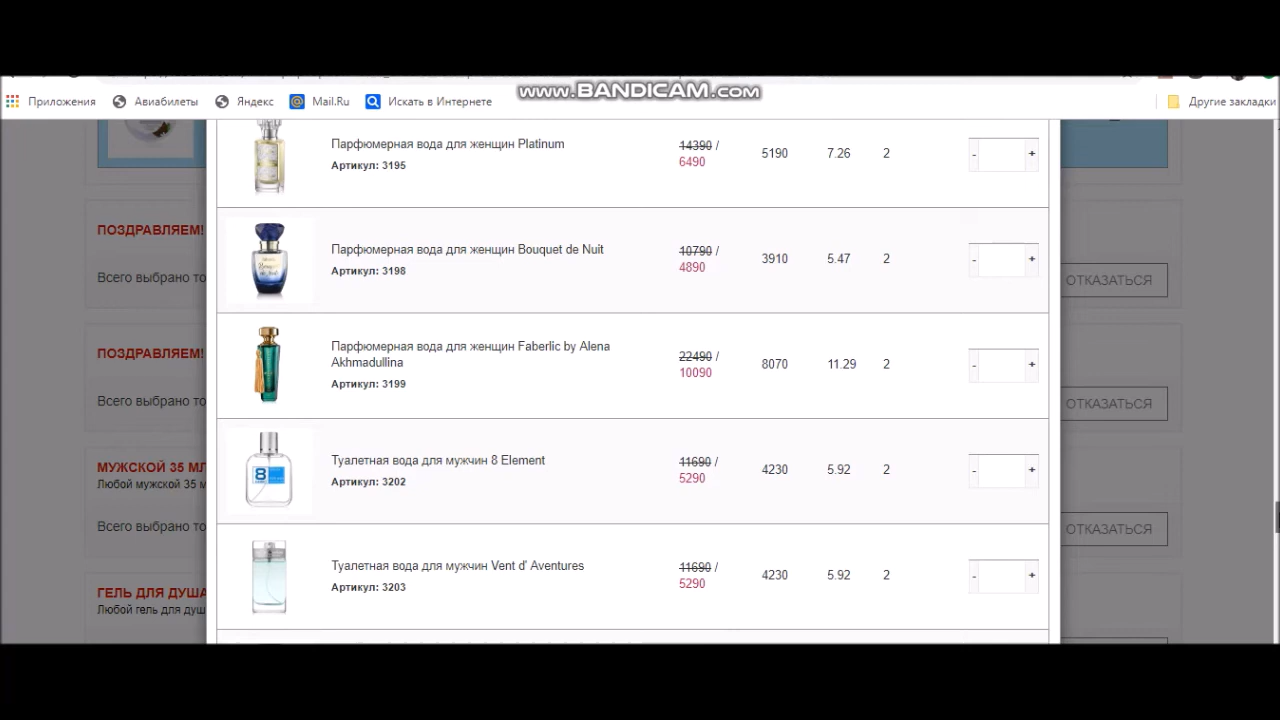 www.BANDICAM.com
Приложения Авиабилеты Яндекс Mail.Ru Искать в Интернете Другие закладки
Парфюмерная вода для женщин Platinum
Артикул: 3195
14390 /
6490
5190 7.26 2 - +
ПОЗДРАВЛЯЕМ!
Всего выбрано то
ОТКАЗАТЬСЯ
Парфюмерная вода для женщин Bouquet de Nuit
Артикул: 3198
10790 /
4890
3910 5.47 2 - +
ПОЗДРАВЛЯЕМ!
Всего выбрано то
ОТКАЗАТЬСЯ
Парфюмерная вода для женщин Faberlic by Alena
Akhmadullina
Артикул: 3199
22490 /
10090
8070 11.29 2 - +
МУЖСКОЙ 35 МЛ
Любой мужской 35 м
Всего выбрано то
ОТКАЗАТЬСЯ
Туалетная вода для мужчин 8 Element
Артикул: 3202
11690 /
5290
4230 5.92 2 - +
8
ГЕЛЬ ДЛЯ ДУША
Любой гель для душ
Туалетная вода для мужчин Vent d' Aventures
Артикул: 3203
11690 /
5290
4230 5.92 2 - +